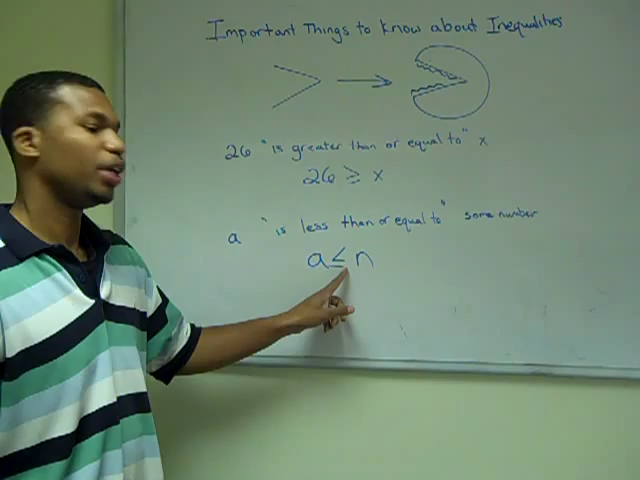 Important Things to Know about Inequalities
26 "is greater than or equal to" x
26 ≥ x
a "is less than or equal to" some number
a ≤ n